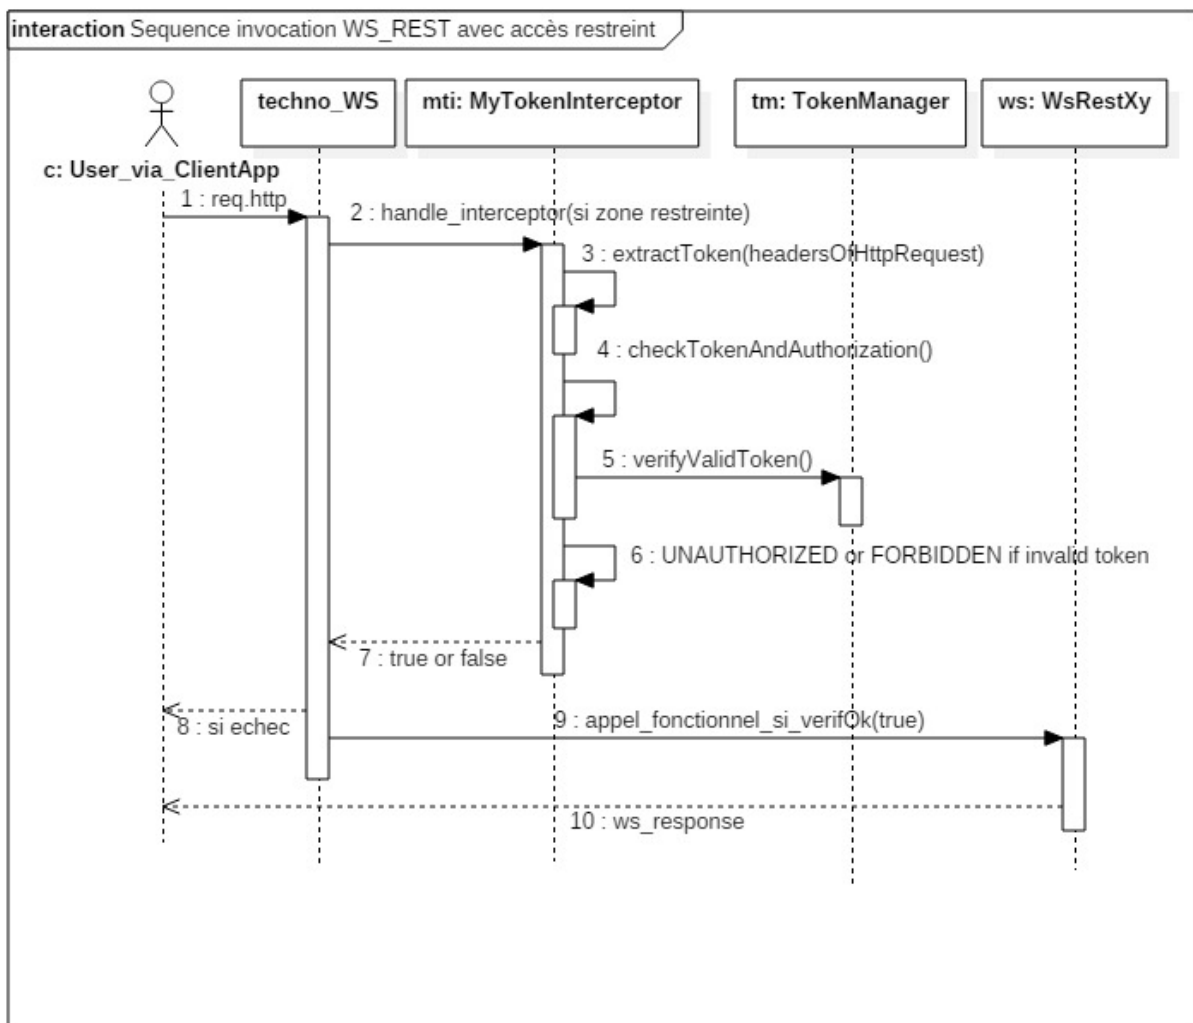 interaction Sequence invocation WS_REST avec accès restreint
techno_WS
mti: MyTokenInterceptor
tm: TokenManager
ws: WsRestXy
c: User_via_ClientApp
1 : req.http
2 : handle_interceptor(si zone restreinte)
3 : extractToken(headersOfHttpRequest)
4 : checkTokenAndAuthorization()
5 : verifyValidToken()
6 : UNAUTHORIZED or FORBIDDEN if invalid token
7 : true or false
8 : si echec
9 : appel_fonctionnel_si_verifOk(true)
10 : ws_response